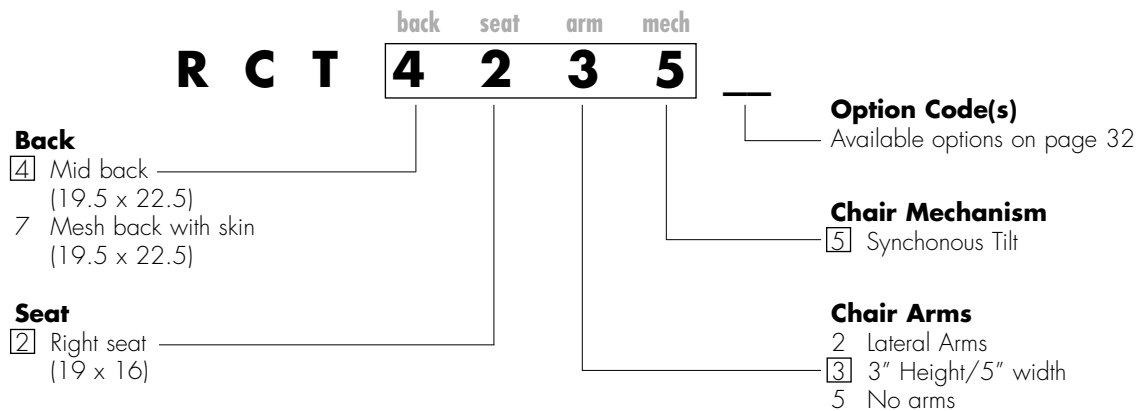 back seat arm mech
R C T 4 2 3 5 __
Back
4 Mid back
(19.5 x 22.5)
7 Mesh back with skin
(19.5 x 22.5)
Seat
2 Right seat
(19 x 16)
Option Code(s)
Available options on page 32
Chair Mechanism
5 Synchonous Tilt
Chair Arms
2 Lateral Arms
3 3” Height/5” width
5 No arms